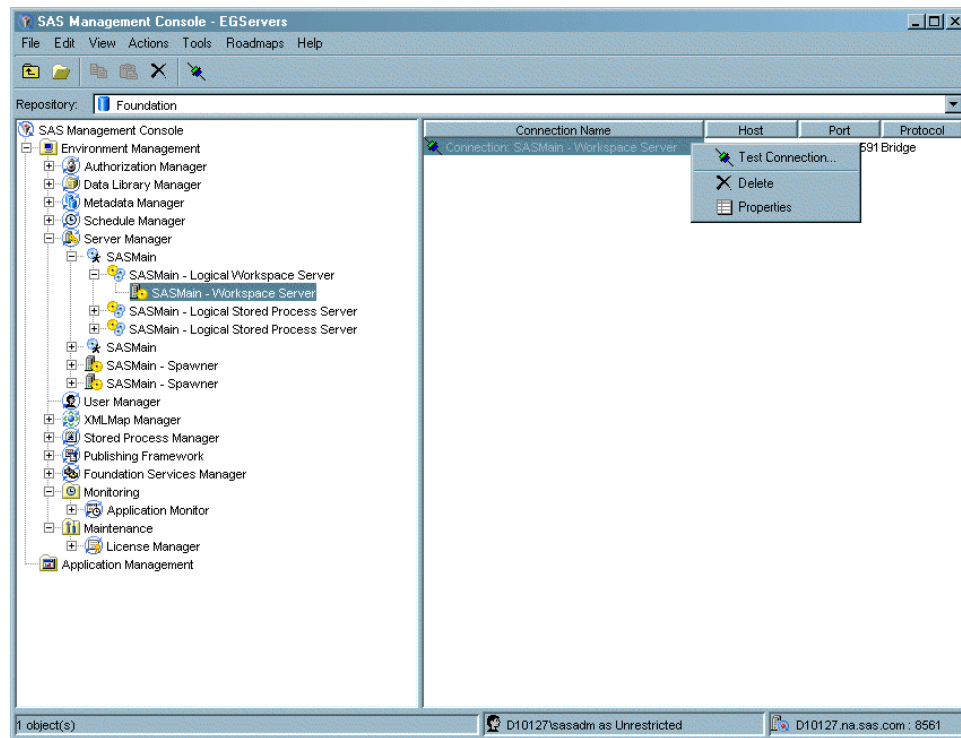 SAS Management Console - EGServers
File Edit View Actions Tools Roadmaps Help
Repository: Foundation
SAS Management Console
Environment Management
Authorization Manager
Data Library Manager
Metadata Manager
Schedule Manager
Server Manager
SASMain
SASMain - Logical Workspace Server
SASMain - Workspace Server
SASMain - Logical Stored Process Server
SASMain - Logical Stored Process Server
SASMain
SASMain - Spawner
SASMain - Spawner
User Manager
XMLMap Manager
Stored Process Manager
Publishing Framework
Foundation Services Manager
Monitoring
Application Monitor
Maintenance
License Manager
Application Management
Connection Name Host Port Protocol
Connection: SASMain - Workspace Server 591 Bridge
Test Connection...
Delete
Properties
1 object(s) D10127\sasadm as Unrestricted D10127.na.sas.com : 8561